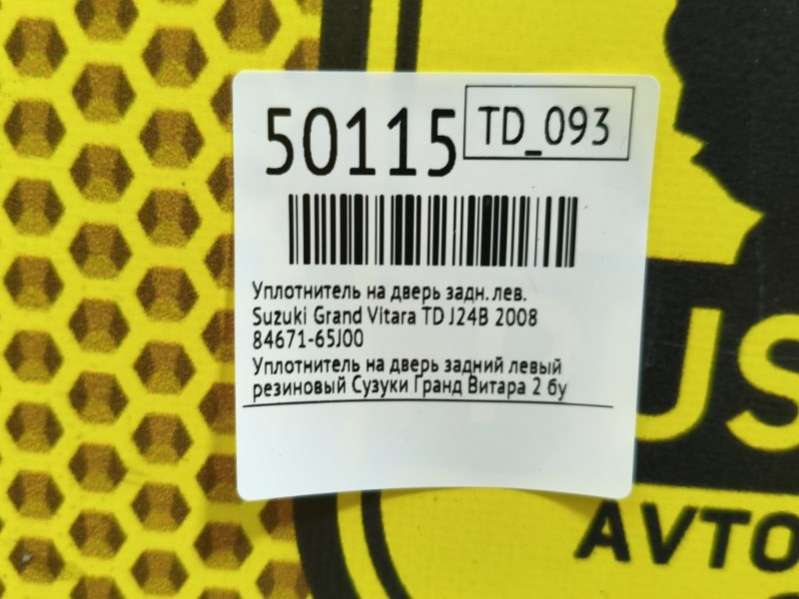 50115
TD_093
Уплотнитель на дверь задн. лев.
Suzuki Grand Vitara TD J24B 2008
84671-65J00
Уплотнитель на дверь задний левый
резиновый Сузуки Гранд Витара 2 бу
US
AVTO